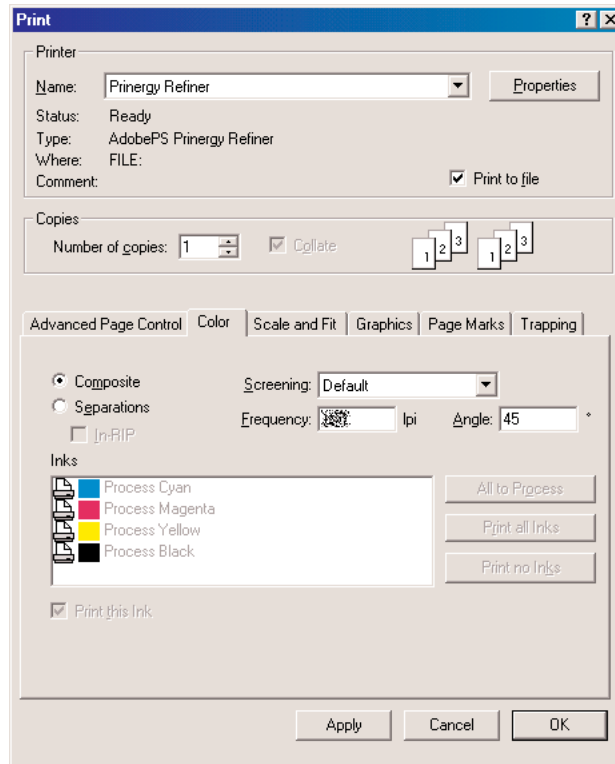 Print
Printer
Name: Prinergy Refiner Properties
Status: Ready
Type: AdobePS Prinergy Refiner
Where: FILE:
Comment: Print to file
Copies
Number of copies: 1 Collate 1 2 3 1 2 3
Advanced Page Control Color Scale and Fit Graphics Page Marks Trapping
Composite Screening: Default
Separations Frequency: lpi Angle: 45 °
In-RIP
Inks
Process Cyan All to Process
Process Magenta
Process Yellow Print all Inks
Process Black
Print no Inks
Print this Ink
Apply Cancel OK